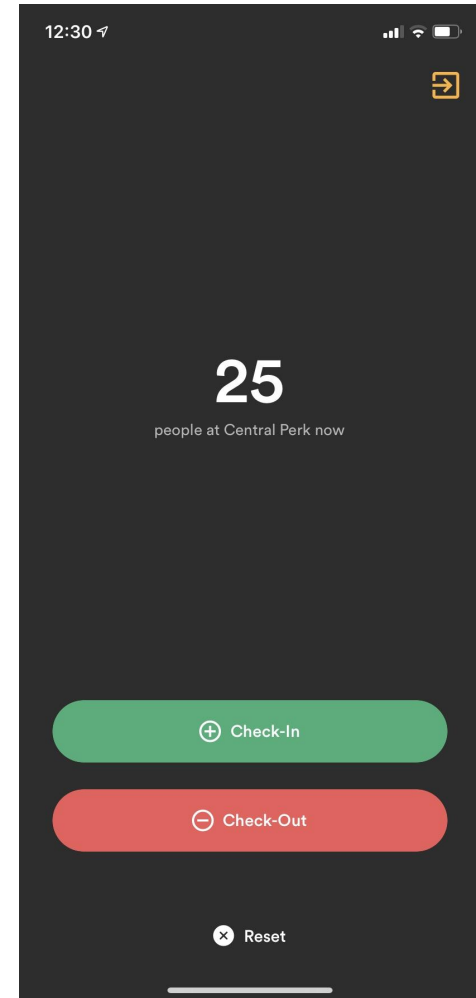 12:30
25
people at Central Perk now
Check-In
Check-Out
Reset